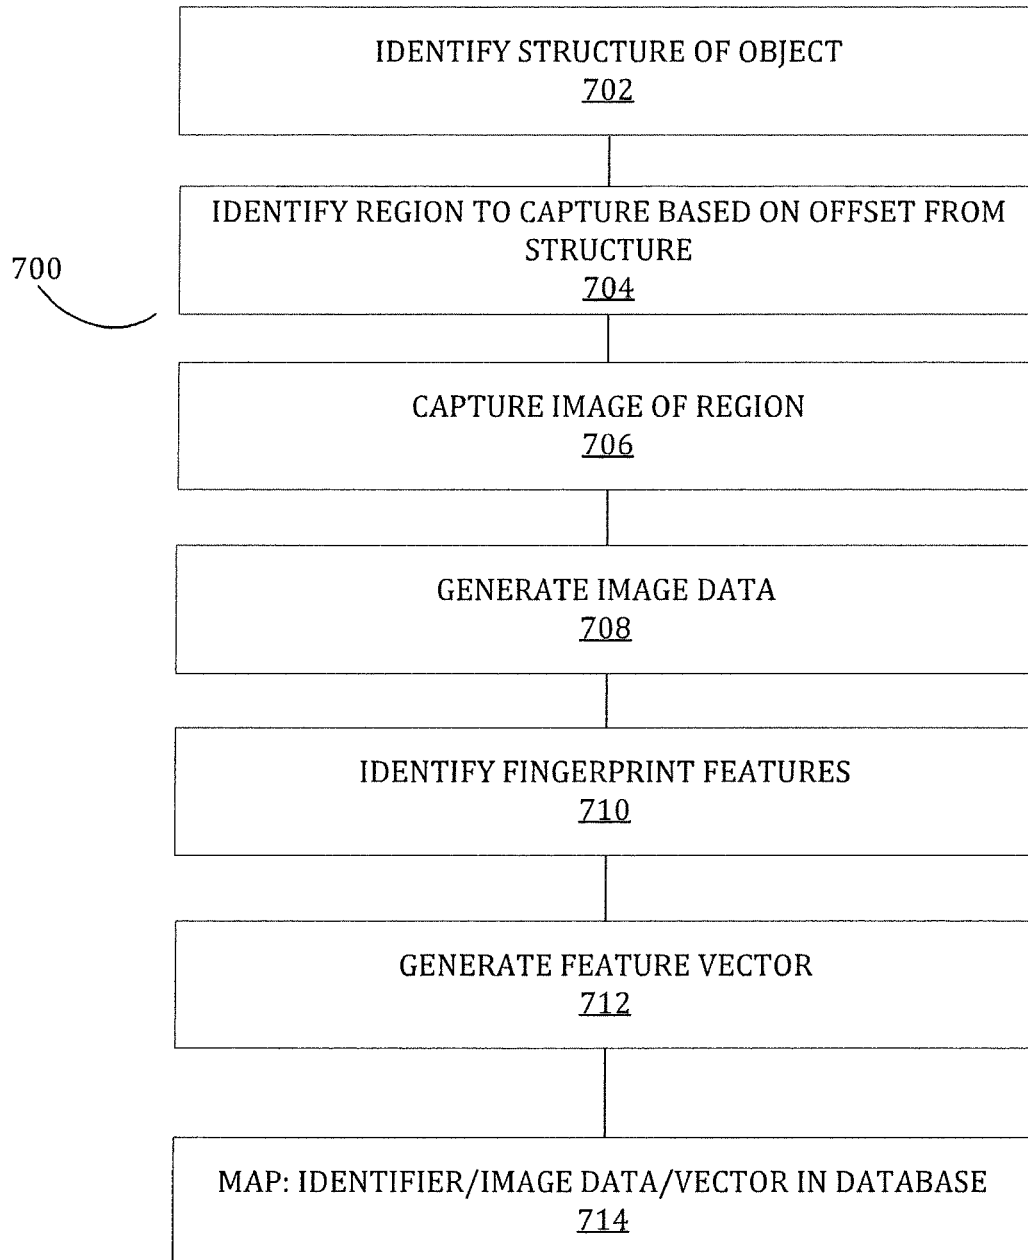 IDENTIFY STRUCTURE OF OBJECT
702
IDENTIFY REGION TO CAPTURE BASED ON OFFSET FROM
STRUCTURE
704
700
CAPTURE IMAGE OF REGION
706
GENERATE IMAGE DATA
708
IDENTIFY FINGERPRINT FEATURES
710
GENERATE FEATURE VECTOR
712
MAP: IDENTIFIER/IMAGE DATA/VECTOR IN DATABASE
714